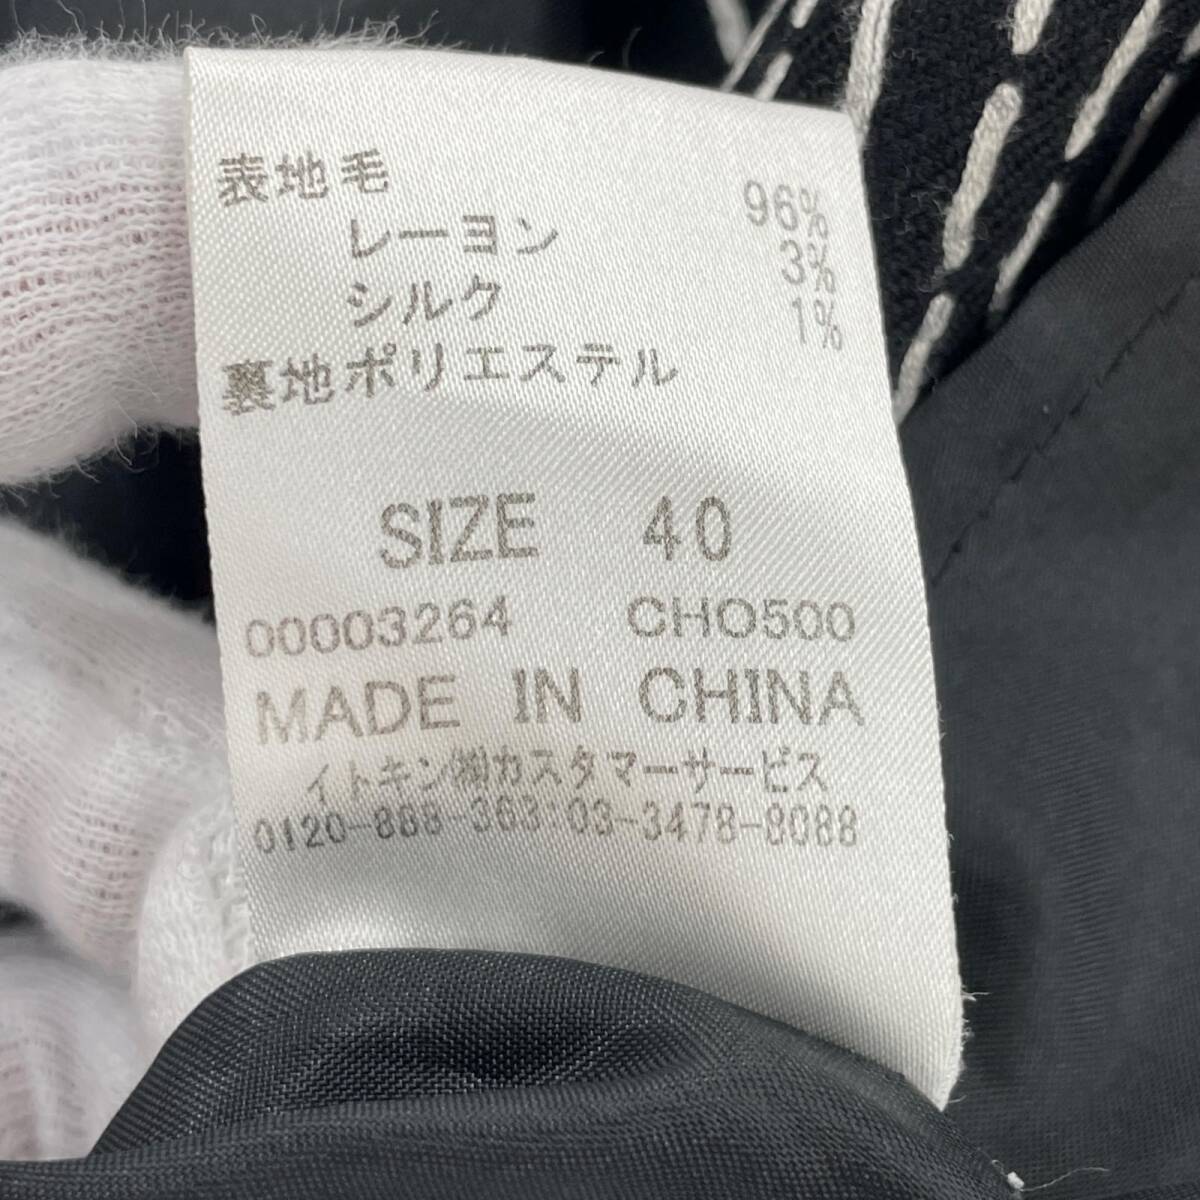 表地毛 96%
レーヨン 3%
シルク 1%
裏地ポリエステル
SIZE 40
00003264 CHO500
MADE IN CHINA
イトキン㈱カスタマーサービス
0120-888-363:03-3478-8088